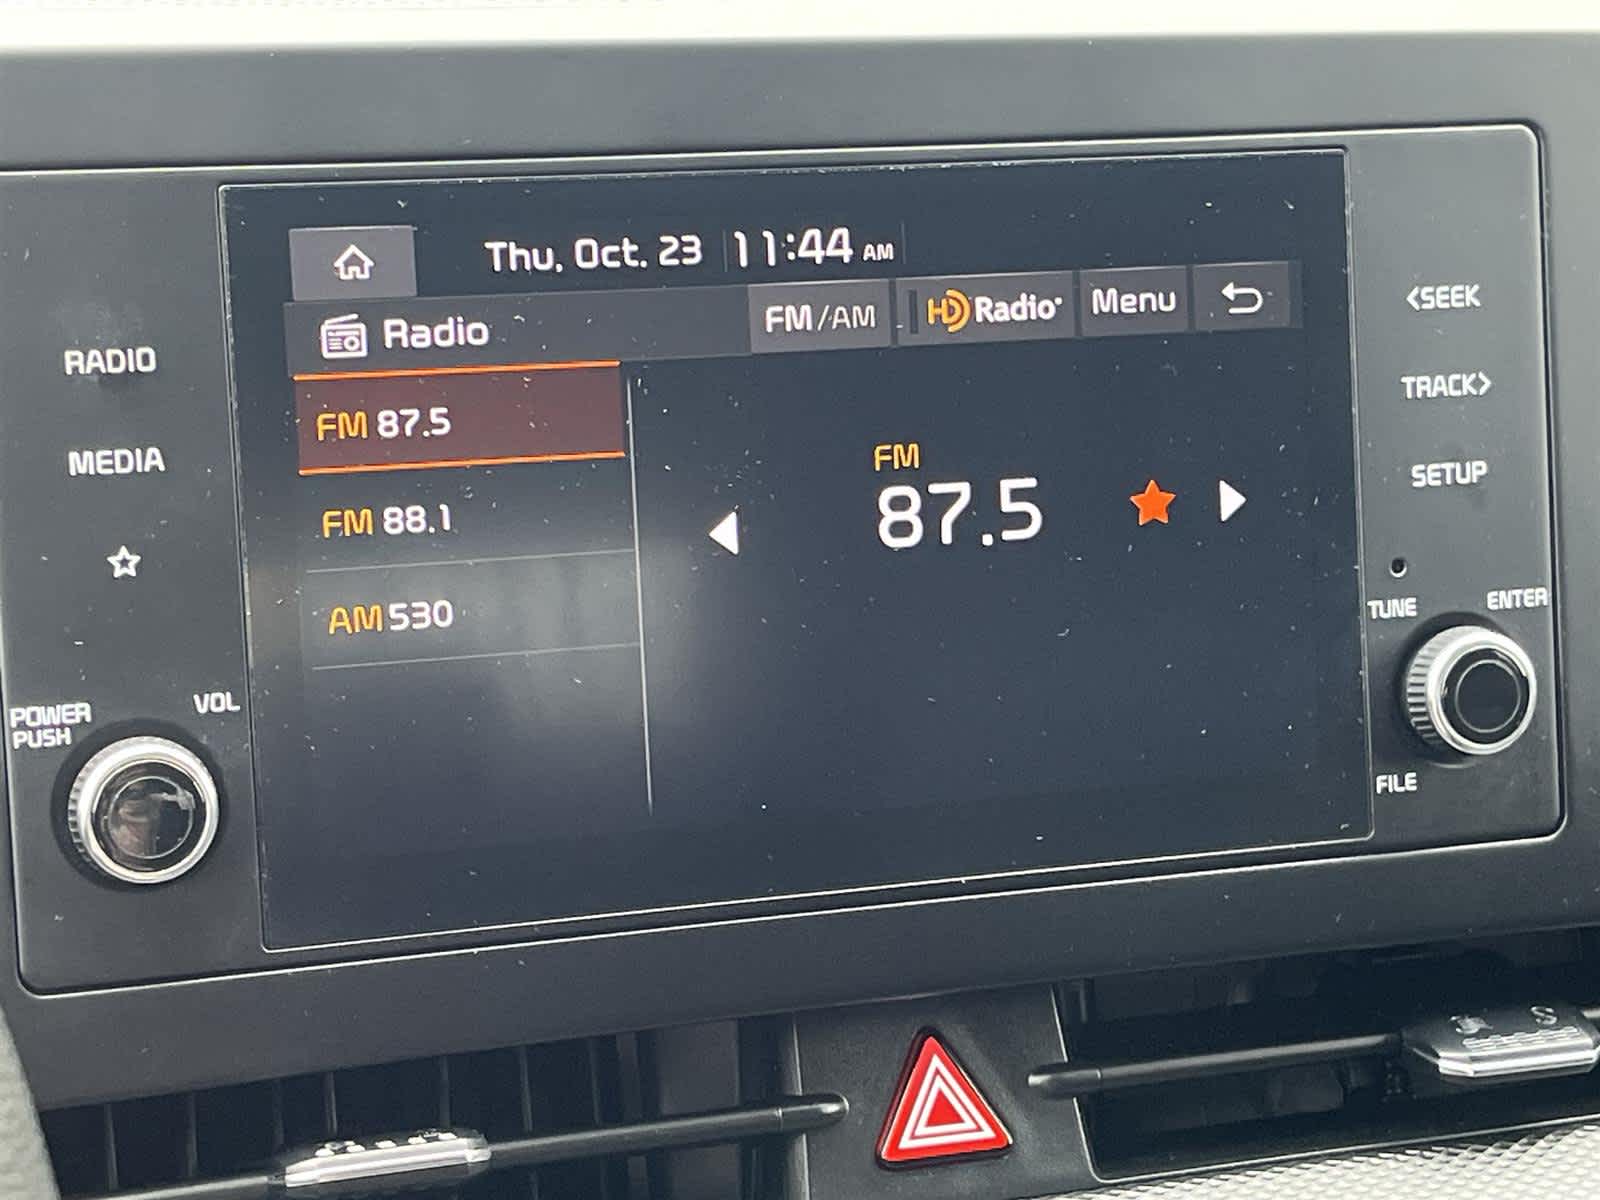 Thu, Oct. 23 11:44 AM
Radio FM/AM HD Radio Menu
FM 87.5
FM 88.1
AM 530
FM
87.5
RADIO
MEDIA
POWER
PUSH
VOL
<SEEK
TRACK>
SETUP
TUNE
ENTER
FILE